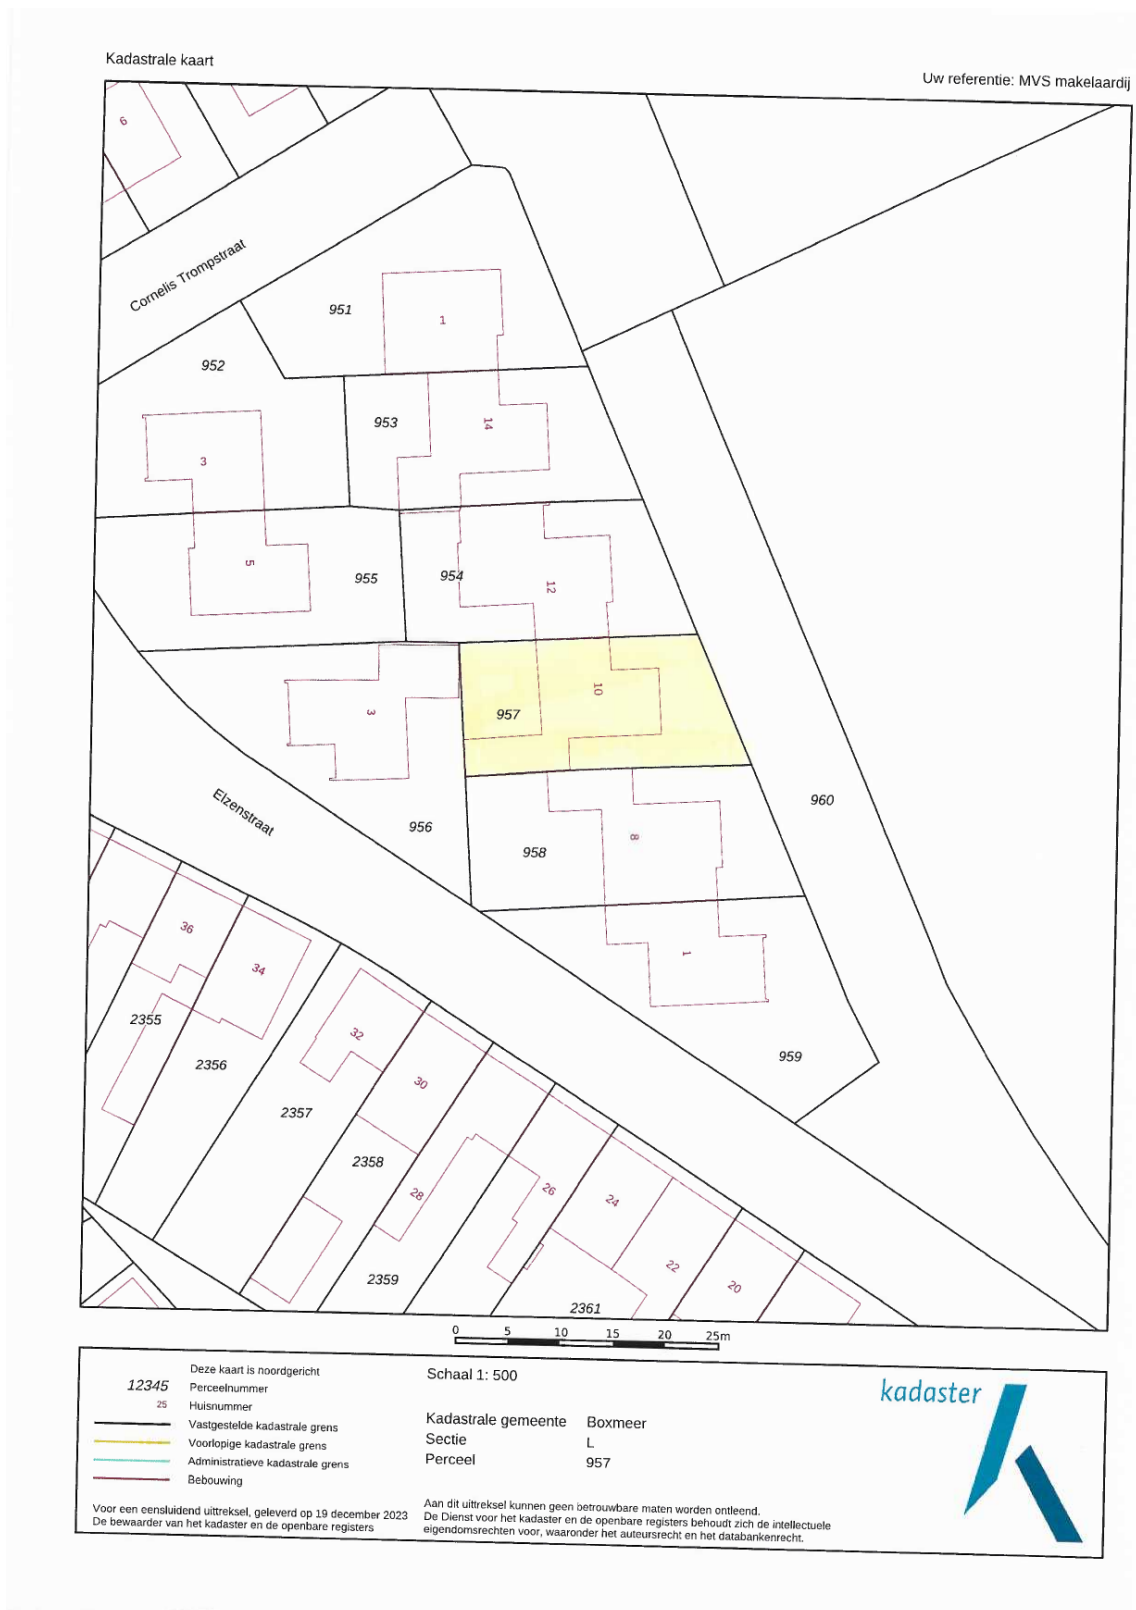 Kadastrale kaart
Uw referentie: MVS makelaardij
6
Cornelis Trompstraat
951
1
952
953
14
3
5
955
954
12
3
957
10
Elzenstraat
956
958
8
960
1
959
36
34
2355
2356
32
30
2357
2358
28
26
24
22
20
2359
2361
0 5 10 15 20 25m
Deze kaart is noordgericht
12345 Perceelnummer
25 Huisnummer
Vastgestelde kadastrale grens
Voorlopige kadastrale grens
Administratieve kadastrale grens
Bebouwing
Voor een eensluidend uittreksel, geleverd op 19 december 2023
De bewaarder van het kadaster en de openbare registers
Schaal 1: 500
Kadastrale gemeente Boxmeer
Sectie L
Perceel 957
Aan dit uittreksel kunnen geen betrouwbare maten worden ontleend.
De Dienst voor het kadaster en de openbare registers behoudt zich de intellectuele
eigendomsrechten voor, waaronder het auteursrecht en het databankenrecht.
kadaster